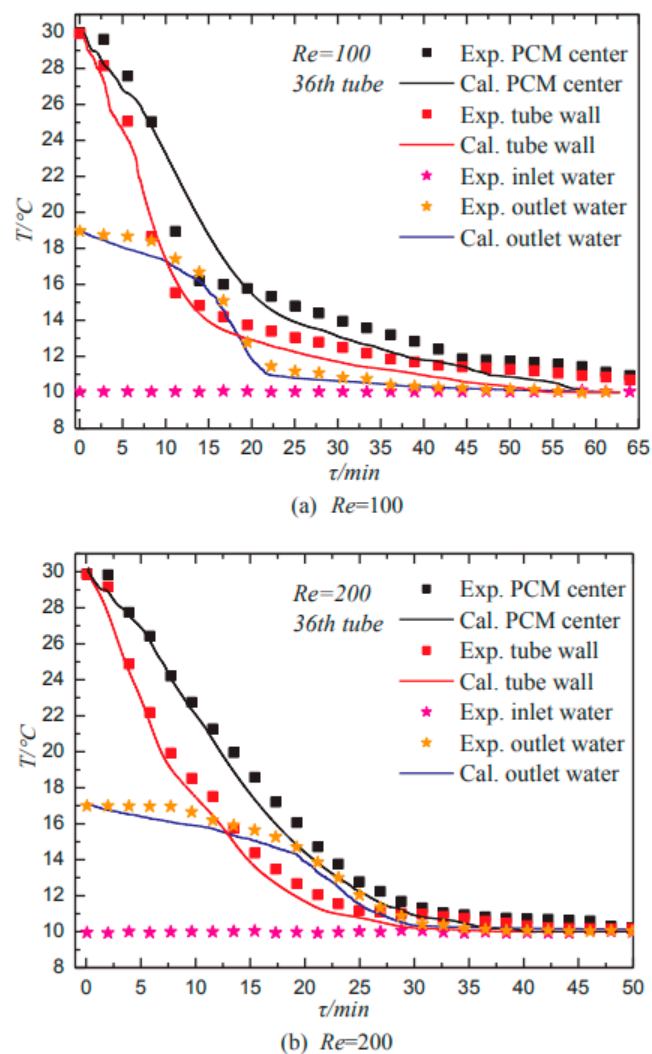 Re=100
36th tube
Exp. PCM center
Cal. PCM center
Exp. tube wall
Cal. tube wall
Exp. inlet water
Exp. outlet water
Cal. outlet water
T/°C
30
28
26
24
22
20
18
16
14
12
10
8
0 5 10 15 20 25 30 35 40 45 50 55 60 65
τ/min
(a) Re=100
Re=200
36th tube
Exp. PCM center
Cal. PCM center
Exp. tube wall
Cal. tube wall
Exp. inlet water
Exp. outlet water
Cal. outlet water
T/°C
30
28
26
24
22
20
18
16
14
12
10
8
0 5 10 15 20 25 30 35 40 45 50
τ/min
(b) Re=200